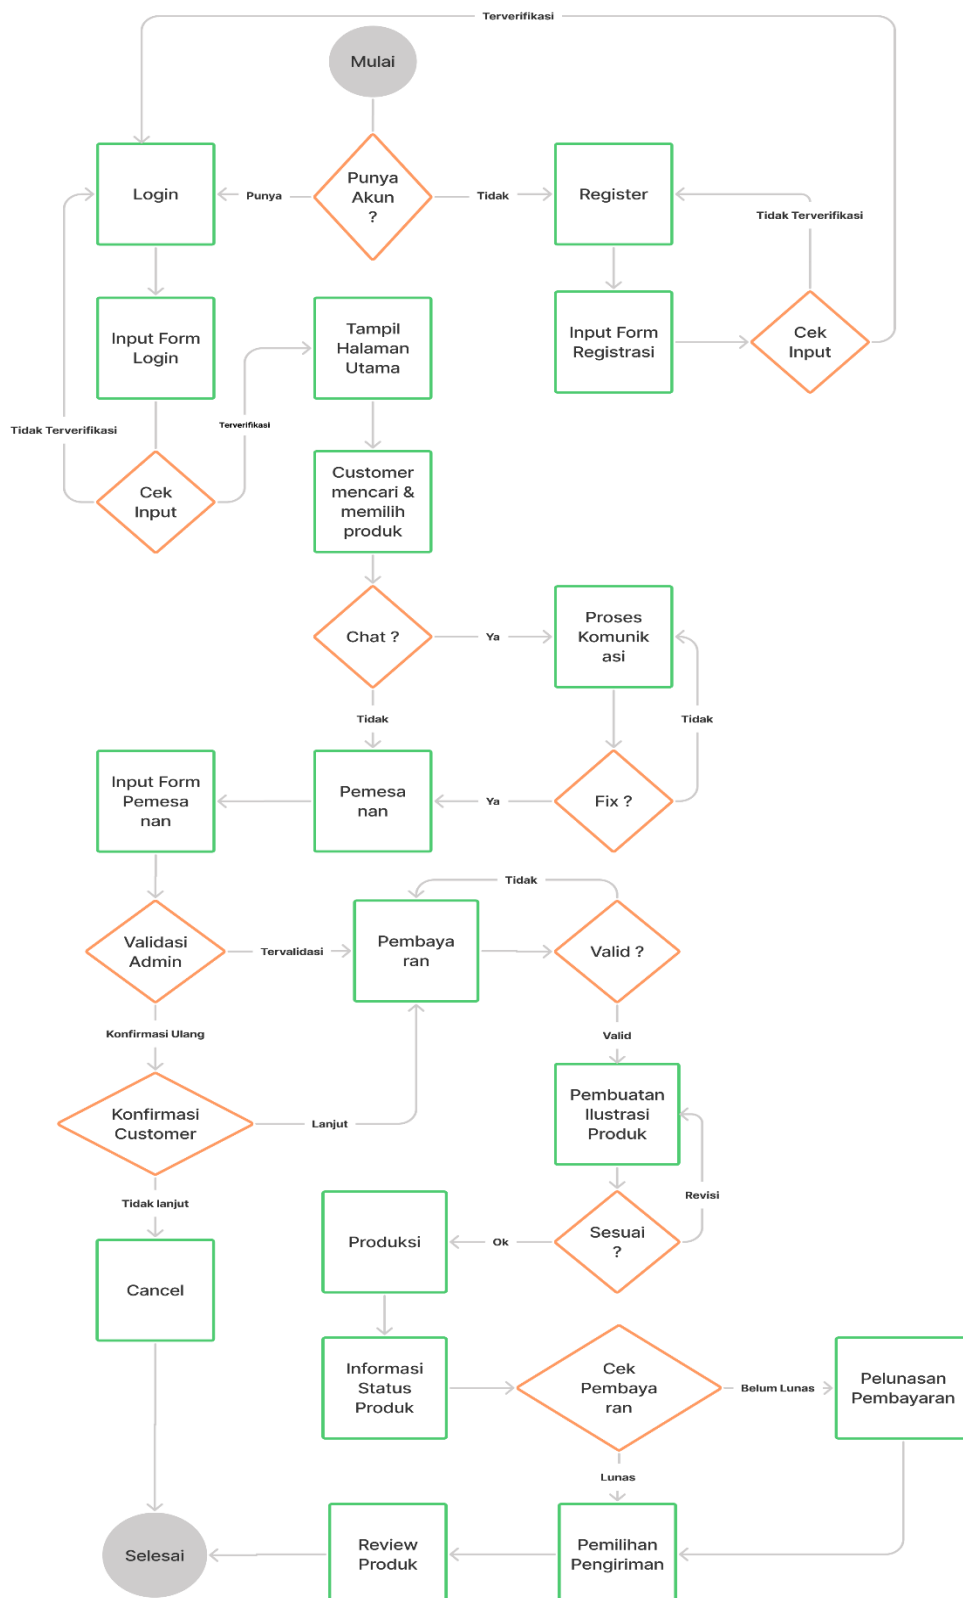 Terverifikasi
Mulai
Login
Punya
Punya
Akun
?
Tidak
Register
Tidak Terverifikasi
Input Form
Login
Tampil
Halaman
Utama
Input Form
Registrasi
Cek
Input
Tidak Terverifikasi
Terverifikasi
Cek
Input
Customer
mencari &
memilih
produk
Chat ?
Ya
Proses
Komunik
asi
Tidak
Tidak
Input Form
Pemesa
nan
Pemesa
nan
Ya
Fix ?
Tidak
Validasi
Admin
Tervalidasi
Pembaya
ran
Valid ?
Konfirmasi Ulang
Valid
Konfirmasi
Customer
Lanjut
Pembuatan
Ilustrasi
Produk
Tidak lanjut
Revisi
Cancel
Produksi
Ok
Sesuai
?
Informasi
Status
Produk
Cek
Pembaya
ran
Belum Lunas
Pelunasan
Pembayaran
Lunas
Selesai
Review
Produk
Pemilihan
Pengiriman